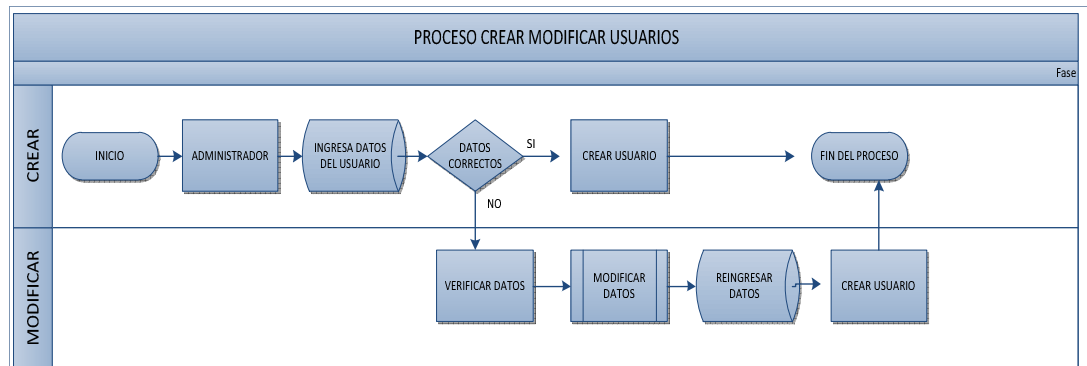 PROCESO CREAR MODIFICAR USUARIOS
Fase
CREAR
INICIO
ADMINISTRADOR
INGRESA DATOS
DEL USUARIO
DATOS
CORRECTOS
SI
CREAR USUARIO
FIN DEL PROCESO
NO
MODIFICAR
VERIFICAR DATOS
MODIFICAR
DATOS
REINGRESAR
DATOS
CREAR USUARIO